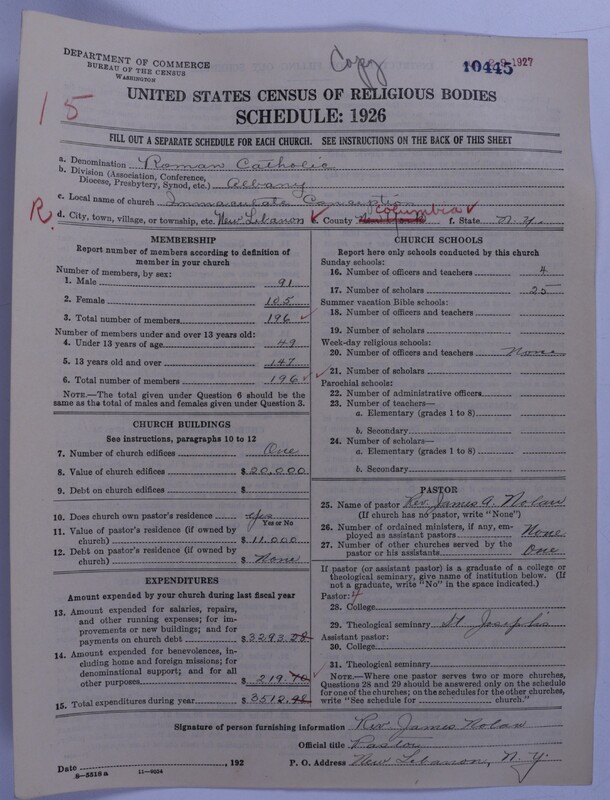 DEPARTMENT OF COMMERCE
BUREAU OF THE CENSUS
WASHINGTON
Copy
10445
9-1927
15
UNITED STATES CENSUS OF RELIGIOUS BODIES
SCHEDULE: 1926
FILL OUT A SEPARATE SCHEDULE FOR EACH CHURCH. SEE INSTRUCTIONS ON THE BACK OF THIS SHEET
a. Denomination Roman Catholic
b. Division (Association, Conference,
Diocese, Presbytery, Synod, etc.) Albany
c. Local name of church Immaculate Conception
R. d. City, town, village, or township, etc. New Lebanon e. County Columbia f. State N.Y.
MEMBERSHIP
Report number of members according to definition of
member in your church
Number of members, by sex:
1. Male 91
2. Female 105
3. Total number of members 196
Number of members under and over 13 years old:
4. Under 13 years of age 49
5. 13 years old and over 147
6. Total number of members 196
NOTE.—The total given under Question 6 should be
the same as the total of males and females given under Question 3.
CHURCH BUILDINGS
See instructions, paragraphs 10 to 12
7. Number of church edifices One
8. Value of church edifices $20,000
9. Debt on church edifices $
10. Does church own pastor's residence yes
Yes or No
11. Value of pastor's residence (if owned by
church) $11,000
12. Debt on pastor's residence (if owned by
church) $ None
EXPENDITURES
Amount expended by your church during last fiscal year
13. Amount expended for salaries, repairs,
and other running expenses; for im-
provements or new buildings; and for
payments on church debt $3293.28
14. Amount expended for benevolences, in-
cluding home and foreign missions; for
denominational support; and for all
other purposes $219.70
15. Total expenditures during year $3512.98
CHURCH SCHOOLS
Report here only schools conducted by this church
Sunday schools:
16. Number of officers and teachers 4
17. Number of scholars 25
Summer vacation Bible schools:
18. Number of officers and teachers
19. Number of scholars
Week-day religious schools:
20. Number of officers and teachers None
21. Number of scholars
Parochial schools:
22. Number of administrative officers
23. Number of teachers—
a. Elementary (grades 1 to 8)
b. Secondary
24. Number of scholars—
a. Elementary (grades 1 to 8)
b. Secondary
PASTOR
25. Name of pastor Rev. James A. Nolan
(If church has no pastor, write "None")
26. Number of ordained ministers, if any, em-
ployed as assistant pastors None
27. Number of other churches served by the
pastor or his assistants One
If pastor (or assistant pastor) is a graduate of a college or
theological seminary, give name of institution below. (If
not a graduate, write "No" in the space indicated.)
Pastor:
28. College
29. Theological seminary St Josephs
Assistant pastor:
30. College
31. Theological seminary
NOTE.—Where one pastor serves two or more churches,
Questions 28 and 29 should be answered only on the schedule
for one of the churches; on the schedules for the other churches,
write "See schedule for church."
Signature of person furnishing information Rev. James Nolan
Official title Pastor
Date , 192 P. O. Address New Lebanon, N.Y.
8-5318a 11-9054